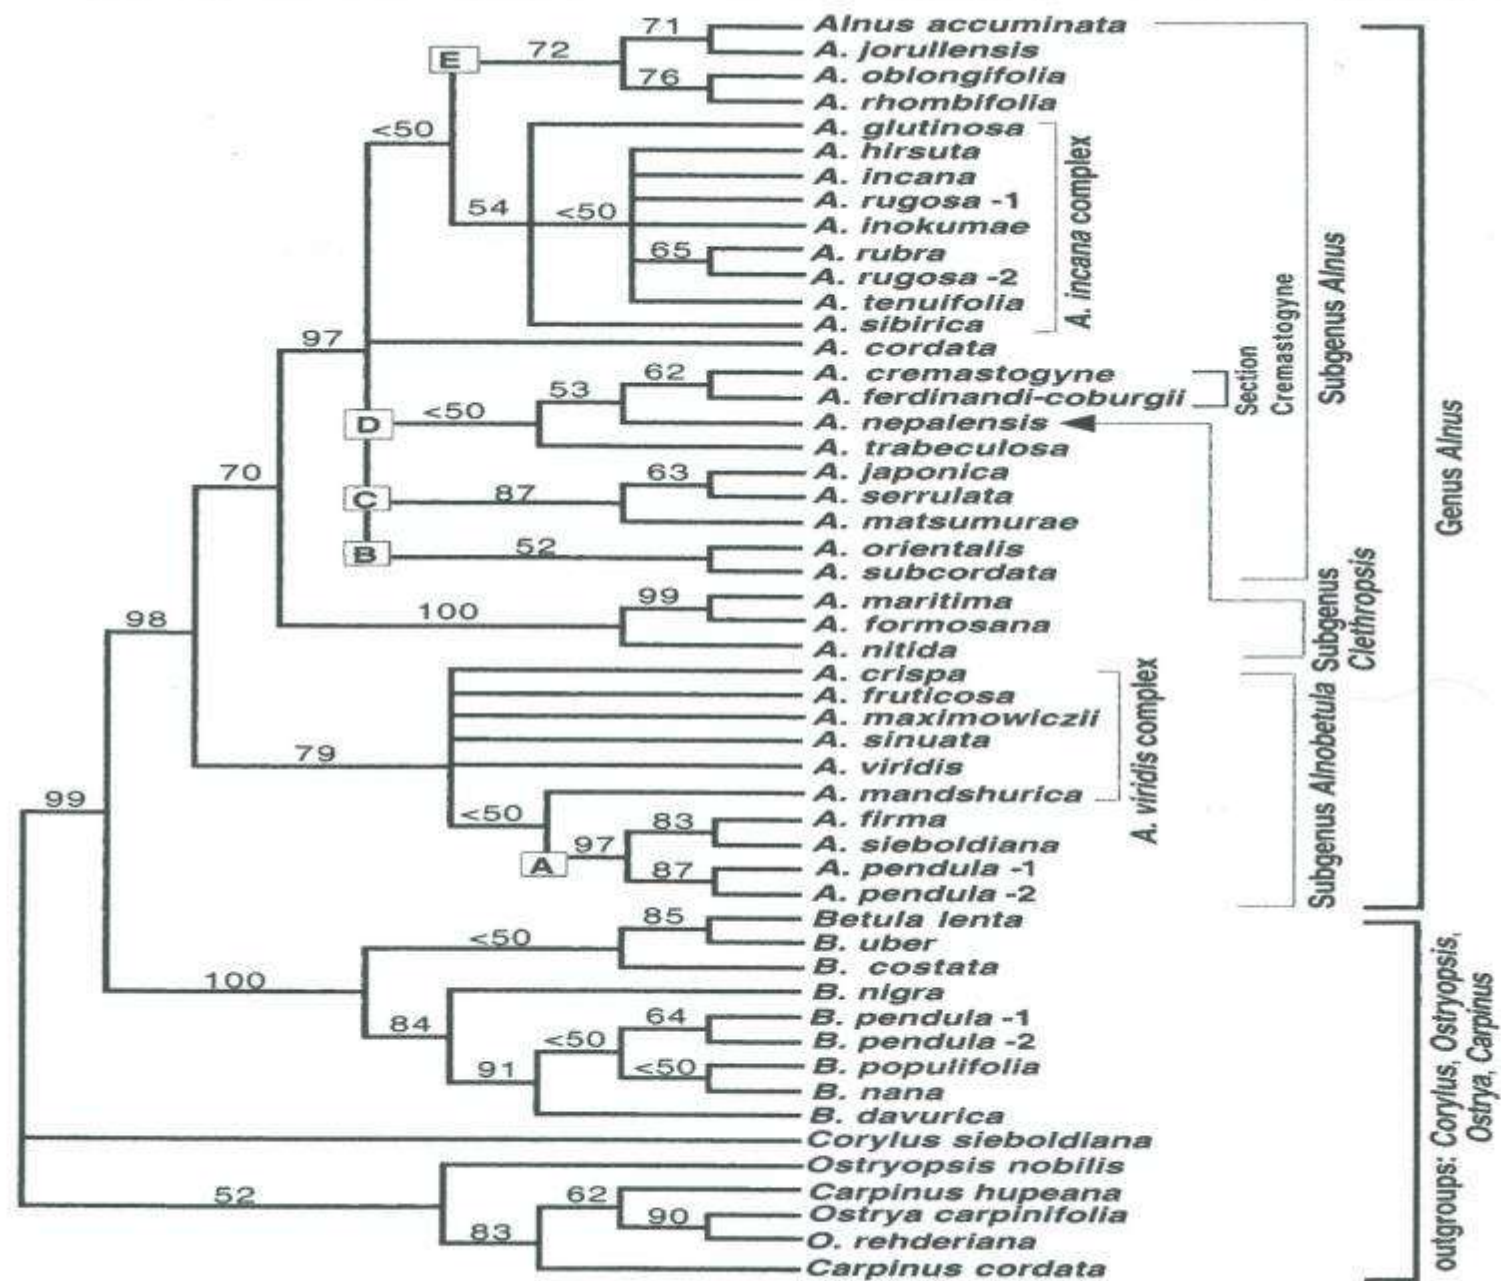 71
Alnus accuminata
A. jorullensis
E
72
76
A. oblongifolia
A. rhombifolia
<50
A. glutinosa
A. hirsuta
A. incana
A. rugosa -1
54
<50
A. inokumae
65
A. rubra
A. rugosa -2
A. tenuifolia
A. sibirica
A. incana complex
97
A. cordata
62
A. cremastogyne
A. ferdinandi-coburgii
Section
Cremastogyne
Subgenus Alnus
53
D
<50
A. nepalensis
A. trabeculosa
70
63
A. japonica
A. serrulata
C
87
A. matsumurae
B
52
A. orientalis
A. subcordata
98
100
99
A. maritima
A. formosana
A. nitida
Subgenus
Clethropsis
A. crispa
A. fruticosa
A. maximowiczii
A. sinuata
79
A. viridis
A. mandshurica
A. viridis complex
<50
83
A. firma
A. sieboldiana
A
97
87
A. pendula -1
A. pendula -2
Subgenus Alnobetula
Genus Alnus
99
85
Betula lenta
B. uber
<50
B. costata
100
B. nigra
84
64
B. pendula -1
B. pendula -2
<50
<50
B. populifolia
B. nana
91
B. davurica
Corylus sieboldiana
Ostryopsis nobilis
52
62
Carpinus hupeana
90
Ostrya carpinifolia
O. rehderiana
83
Carpinus cordata
outgroups: Corylus, Ostryopsis,
Ostrya, Carpinus